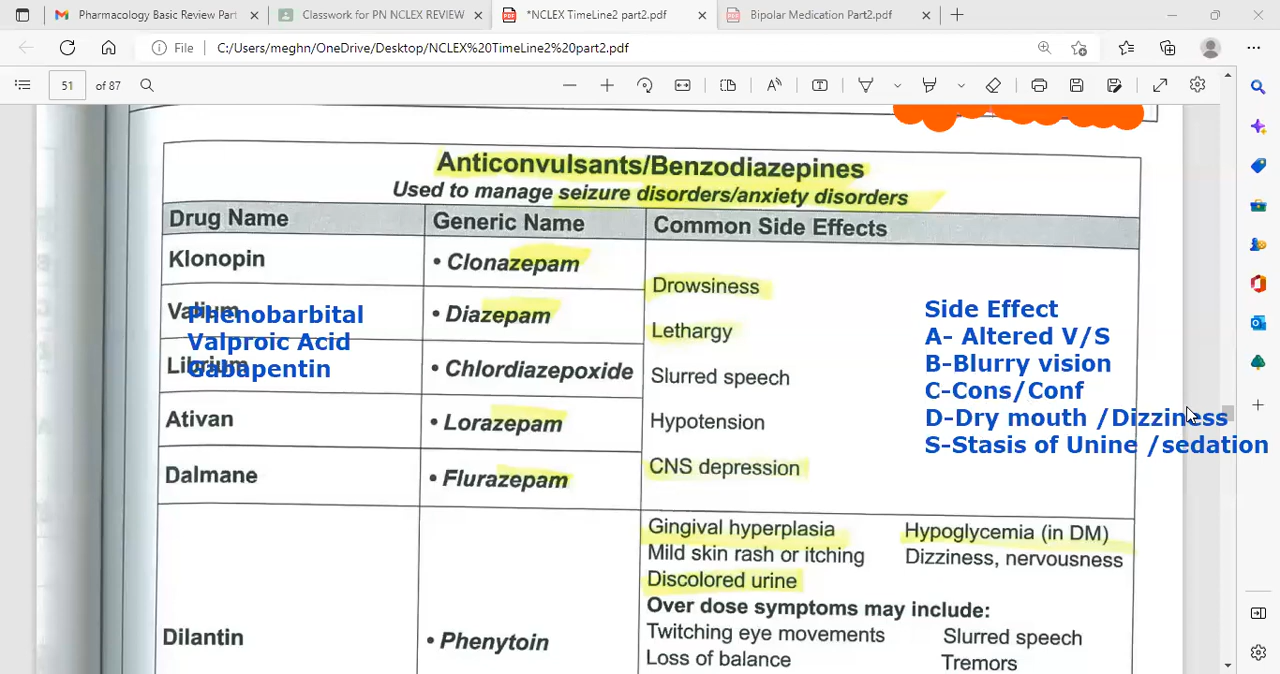 Pharmacology Basic Review Part
Classwork for PN NCLEX REVIEW
*NCLEX TimeLine2 part2.pdf
Bipolar Medication Part2.pdf
File
C:/Users/meghn/OneDrive/Desktop/NCLEX%20TimeLine2%20part2.pdf
51 of 87
Anticonvulsants/Benzodiazepines
Used to manage seizure disorders/anxiety disorders
Drug Name
Generic Name
Common Side Effects
Klonopin
• Clonazepam
Valium
• Diazepam
Librium
• Chlordiazepoxide
Ativan
• Lorazepam
Dalmane
• Flurazepam
Drowsiness
Lethargy
Slurred speech
Hypotension
CNS depression
Phenobarbital
Valproic Acid
Gabapentin
Side Effect
A- Altered V/S
B-Blurry vision
C-Cons/Conf
D-Dry mouth /Dizziness
S-Stasis of Unine /sedation
Dilantin
• Phenytoin
Gingival hyperplasia
Hypoglycemia (in DM)
Mild skin rash or itching
Dizziness, nervousness
Discolored urine
Over dose symptoms may include:
Twitching eye movements
Slurred speech
Loss of balance
Tremors